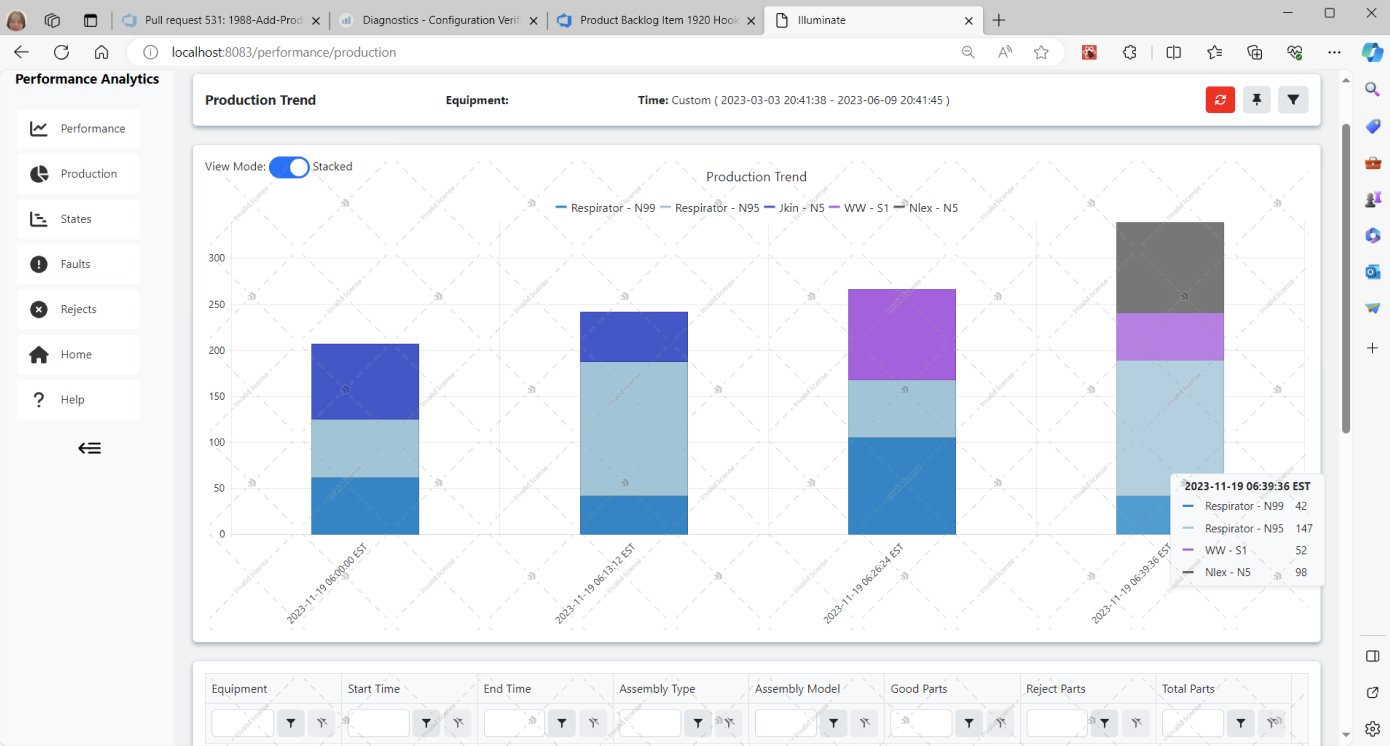 Pull request 531: 1988-Add-Prod
Diagnostics - Configuration Verifi
Product Backlog Item 1920 Hook
Illuminate
localhost:8083/performance/production
Performance Analytics
Performance
Production
States
Faults
Rejects
Home
Help
Production Trend Equipment: Time: Custom ( 2023-03-03 20:41:38 - 2023-06-09 20:41:45 )
View Mode: Stacked
Production Trend
Respirator - N99 Respirator - N95 Jkin - N5 WW - S1 Nlex - N5
300
250
200
150
100
50
0
2023-11-19 06:00:00 EST
2023-11-19 06:13:12 EST
2023-11-19 06:26:24 EST
2023-11-19 06:39:36 EST
2023-11-19 06:39:36 EST
Respirator - N99 42
Respirator - N95 147
WW - S1 52
Nlex - N5 98
Equipment Start Time End Time Assembly Type Assembly Model Good Parts Reject Parts Total Parts
Invalid license